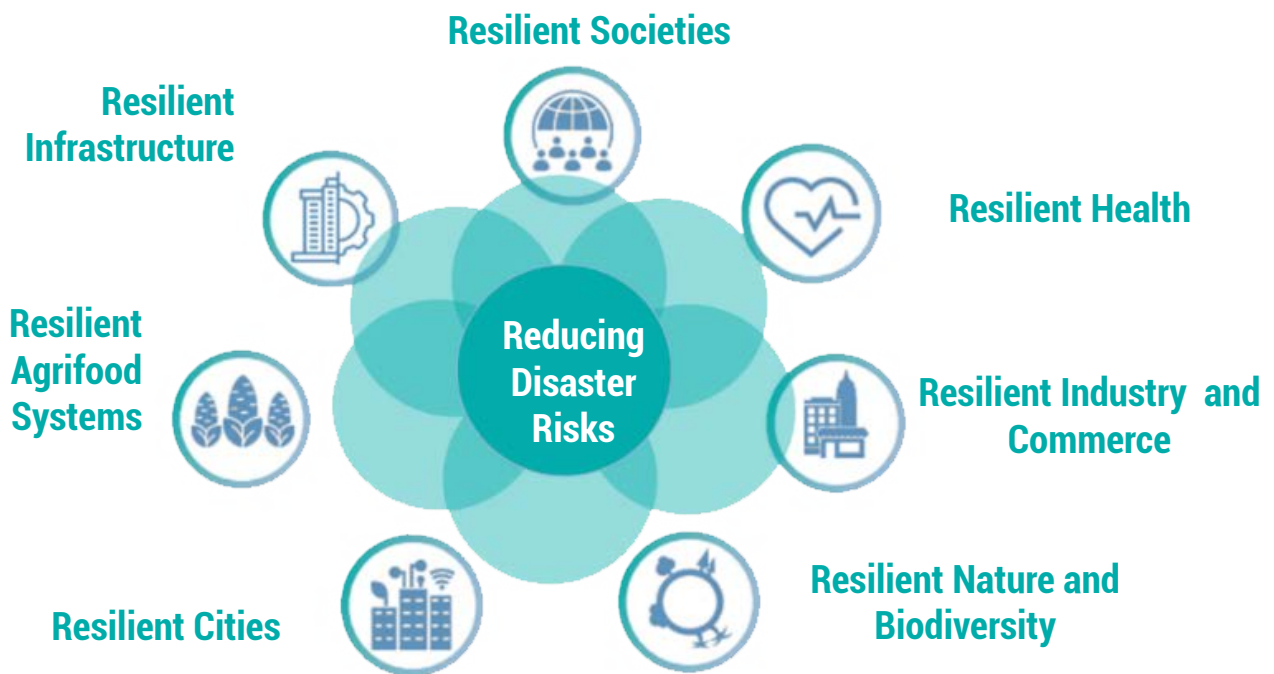 Resilient Societies
Resilient
Infrastructure
Resilient Health
Resilient
Agrifood
Systems
Reducing
Disaster
Risks
Resilient Industry and
Commerce
Resilient Nature and
Biodiversity
Resilient Cities